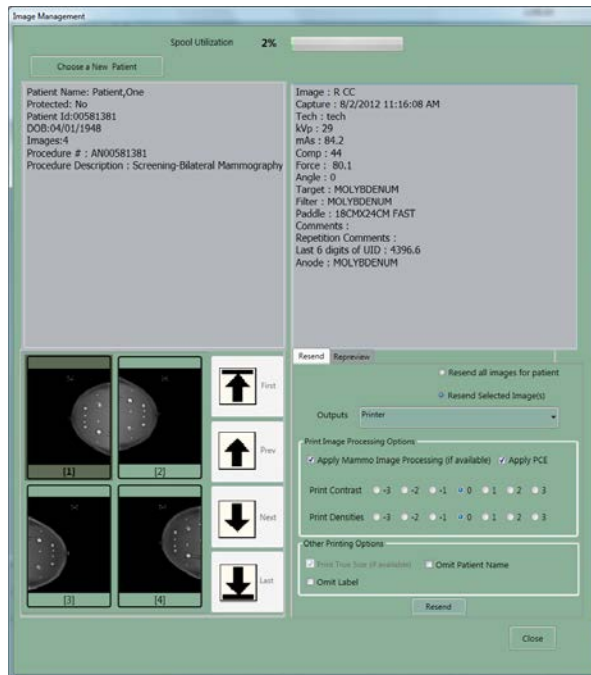 Image Management
Spool Utilization 2%
Choose a New Patient
Patient Name: Patient,One
Protected: No
Patient Id:00581381
DOB:04/01/1948
Images:4
Procedure # : AN00581381
Procedure Description : Screening-Bilateral Mammography
Image : R CC
Capture : 8/2/2012 11:16:08 AM
Tech : tech
kVp : 29
mAs : 84.2
Comp : 44
Force : 80.1
Angle : 0
Target : MOLYBDENUM
Filter : MOLYBDENUM
Paddle : 18CMX24CM FAST
Comments :
Repetition Comments :
Last 6 digits of UID : 4396.6
Anode : MOLYBDENUM
[1]
[2]
[3]
[4]
First
Prev
Next
Last
Resend Repreview
Resend all images for patient
Resend Selected Image(s)
Outputs Printer
Print Image Processing Options
Apply Mammo Image Processing (if available) Apply PCE
Print Contrast -3 -2 -1 0 1 2 3
Print Densities -3 -2 -1 0 1 2 3
Other Printing Options
Print True Size (if available) Omit Patient Name
Omit Label
Resend
Close